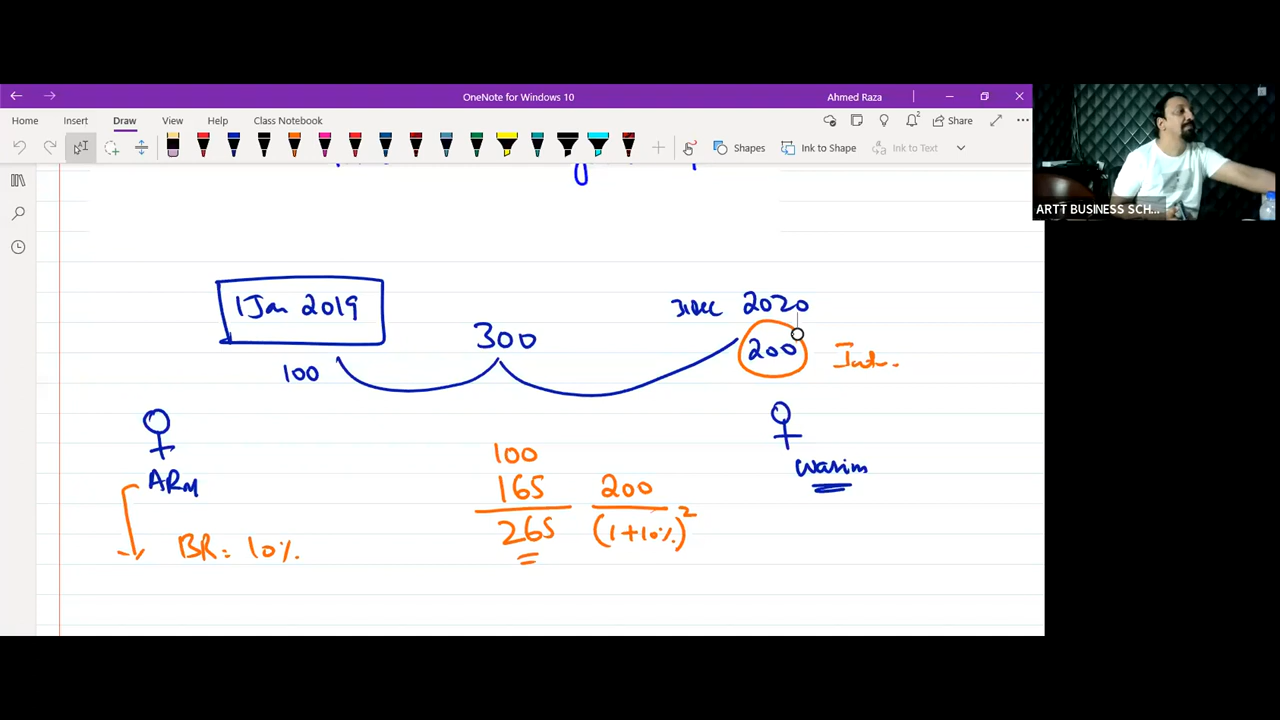 OneNote for Windows 10
Ahmed Raza
Home Insert Draw View Help Class Notebook
Share
Shapes Ink to Shape Ink to Text
ARTT BUSINESS SCH...
1 Jan 2019
31 Dec 2020
300
200
100
Int.
ARM
Wasim
100
165
265
200
(1+10%)²
BR: 10%